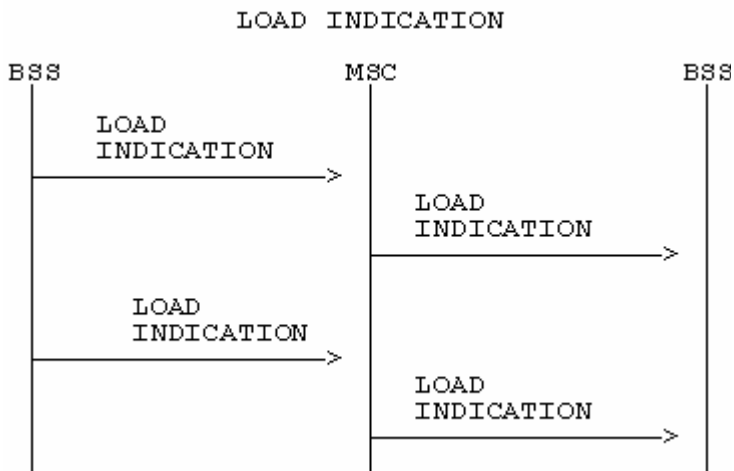 LOAD INDICATION
BSS MSC BSS
LOAD
INDICATION
LOAD
INDICATION
LOAD
INDICATION
LOAD
INDICATION